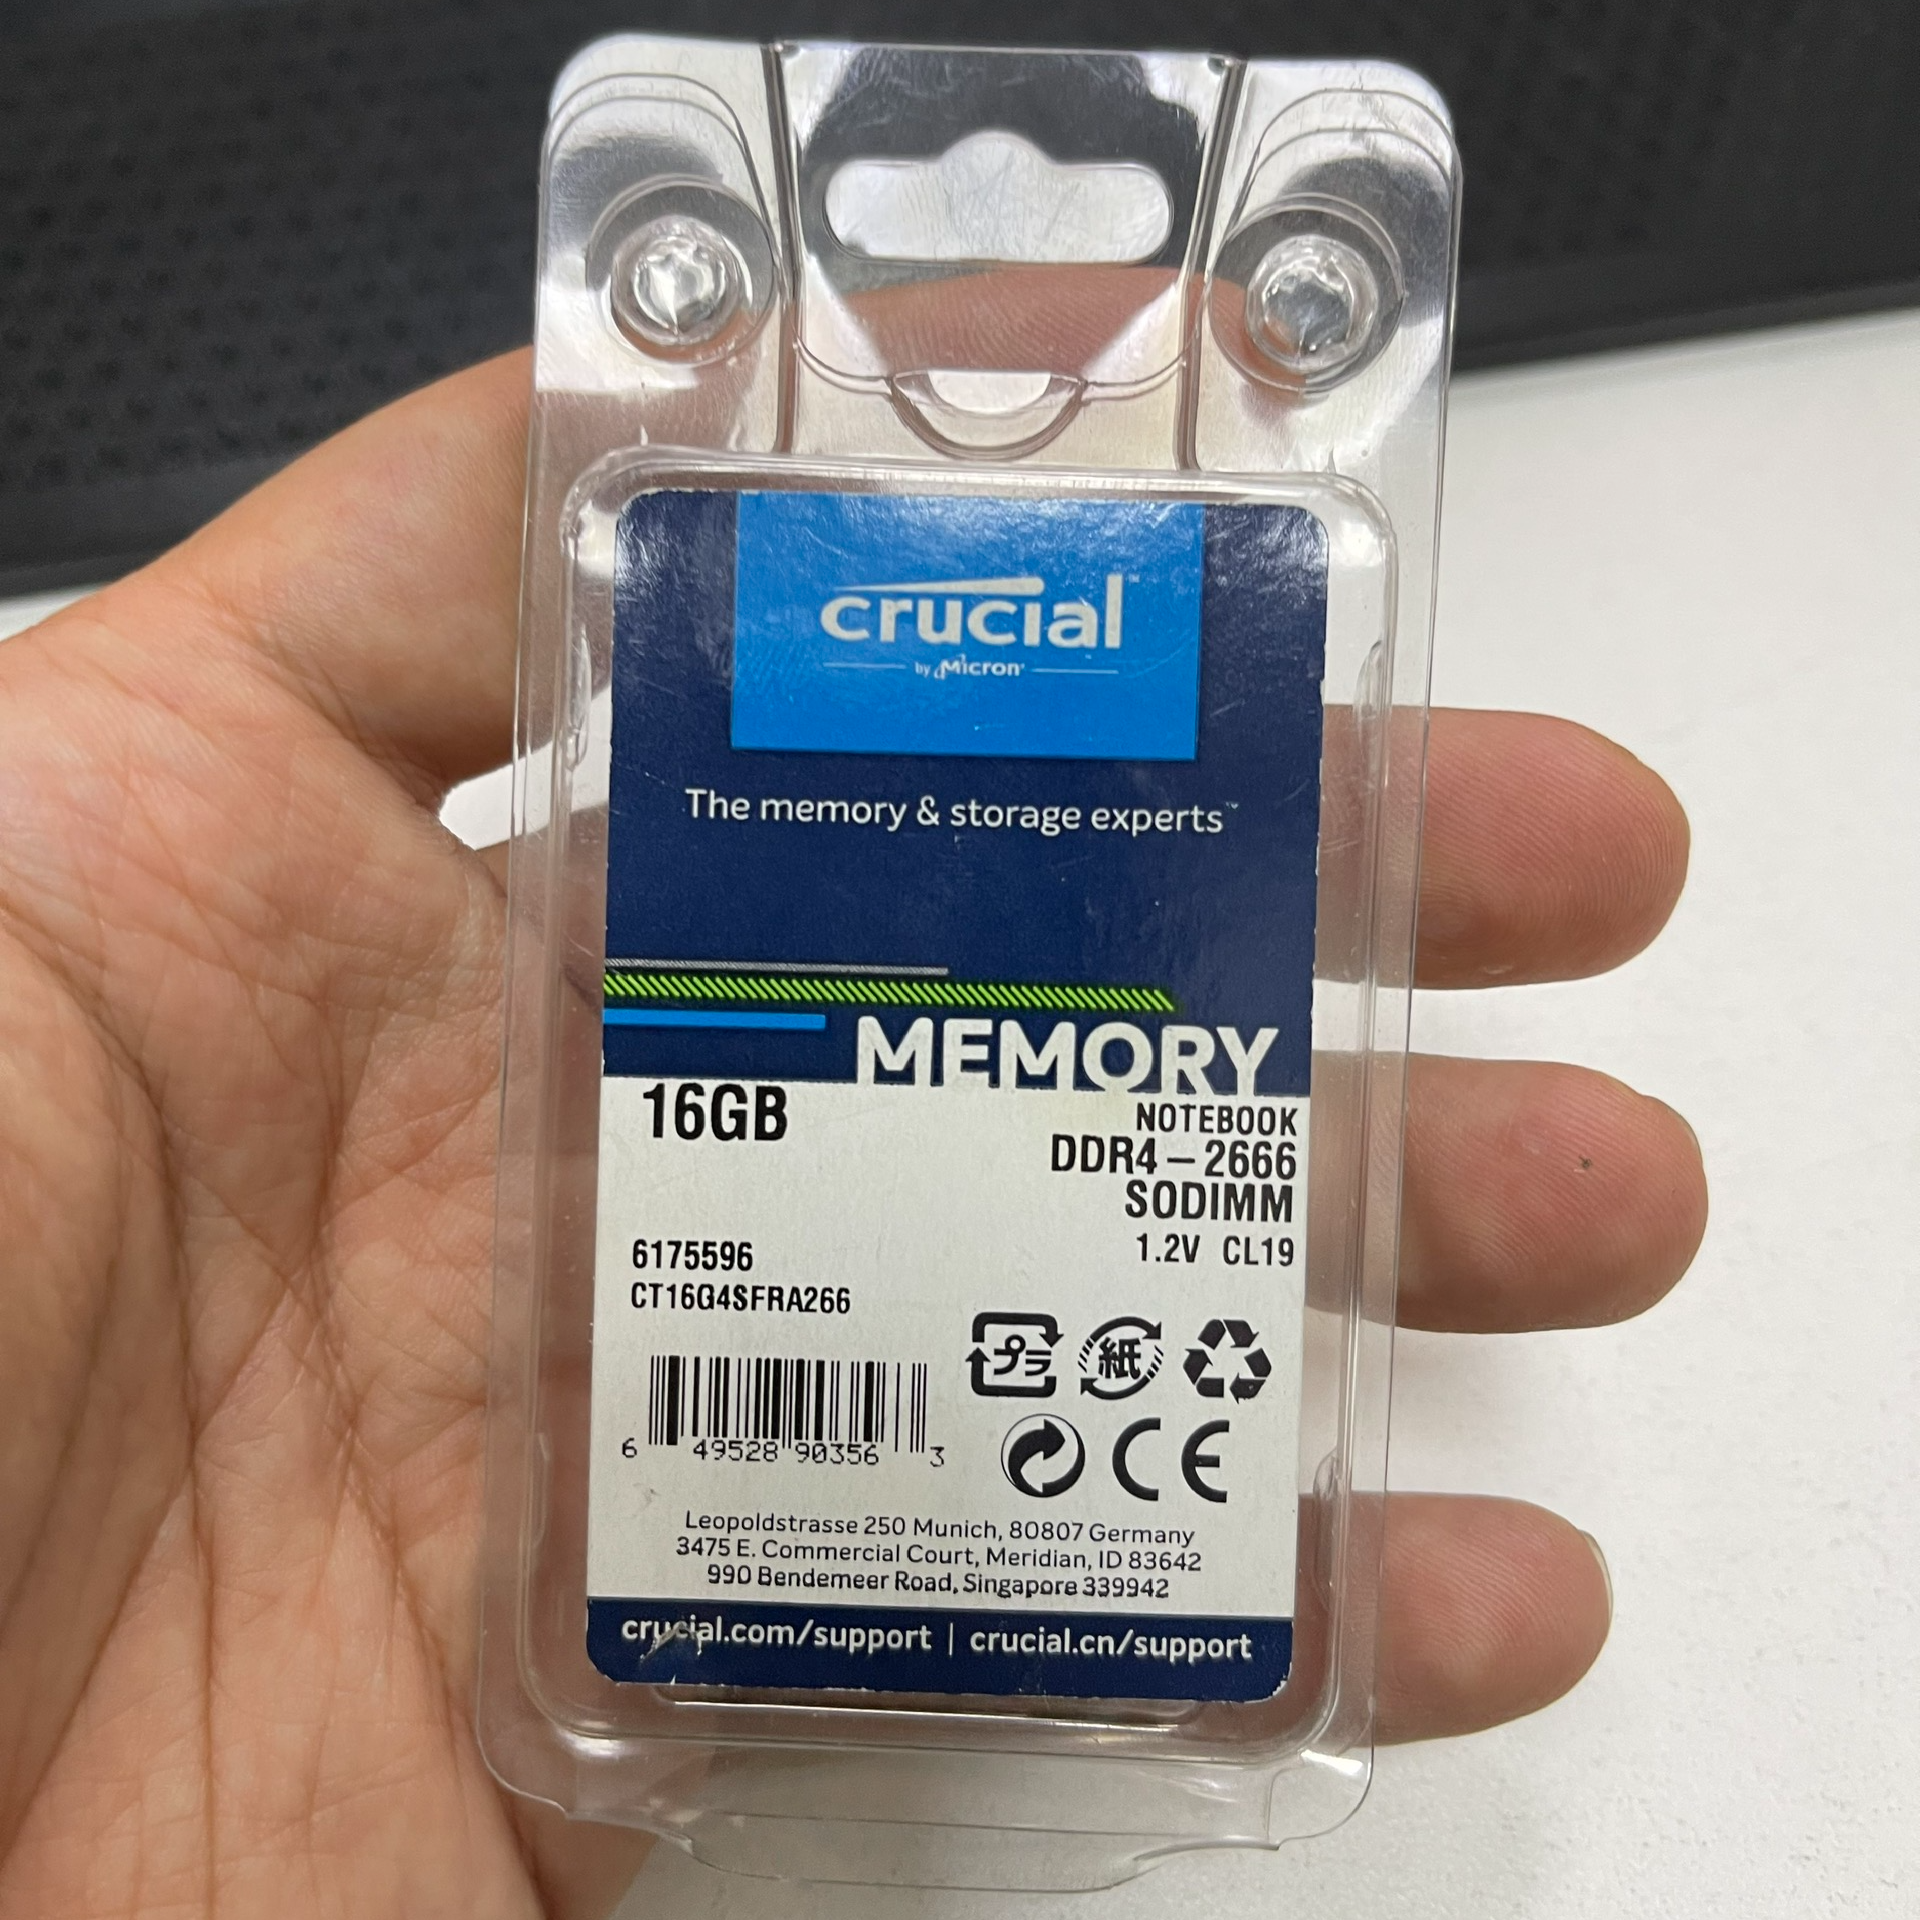 crucial™
by Micron®
The memory & storage experts™
MEMORY
16GB
NOTEBOOK
DDR4-2666
SODIMM
1.2V CL19
6175596
CT16G4SFRA266
プラ
紙
6 49528 90356 3
CE
Leopoldstrasse 250 Munich, 80807 Germany
3475 E. Commercial Court, Meridian, ID 83642
990 Bendemeer Road, Singapore 339942
crucial.com/support | crucial.cn/support